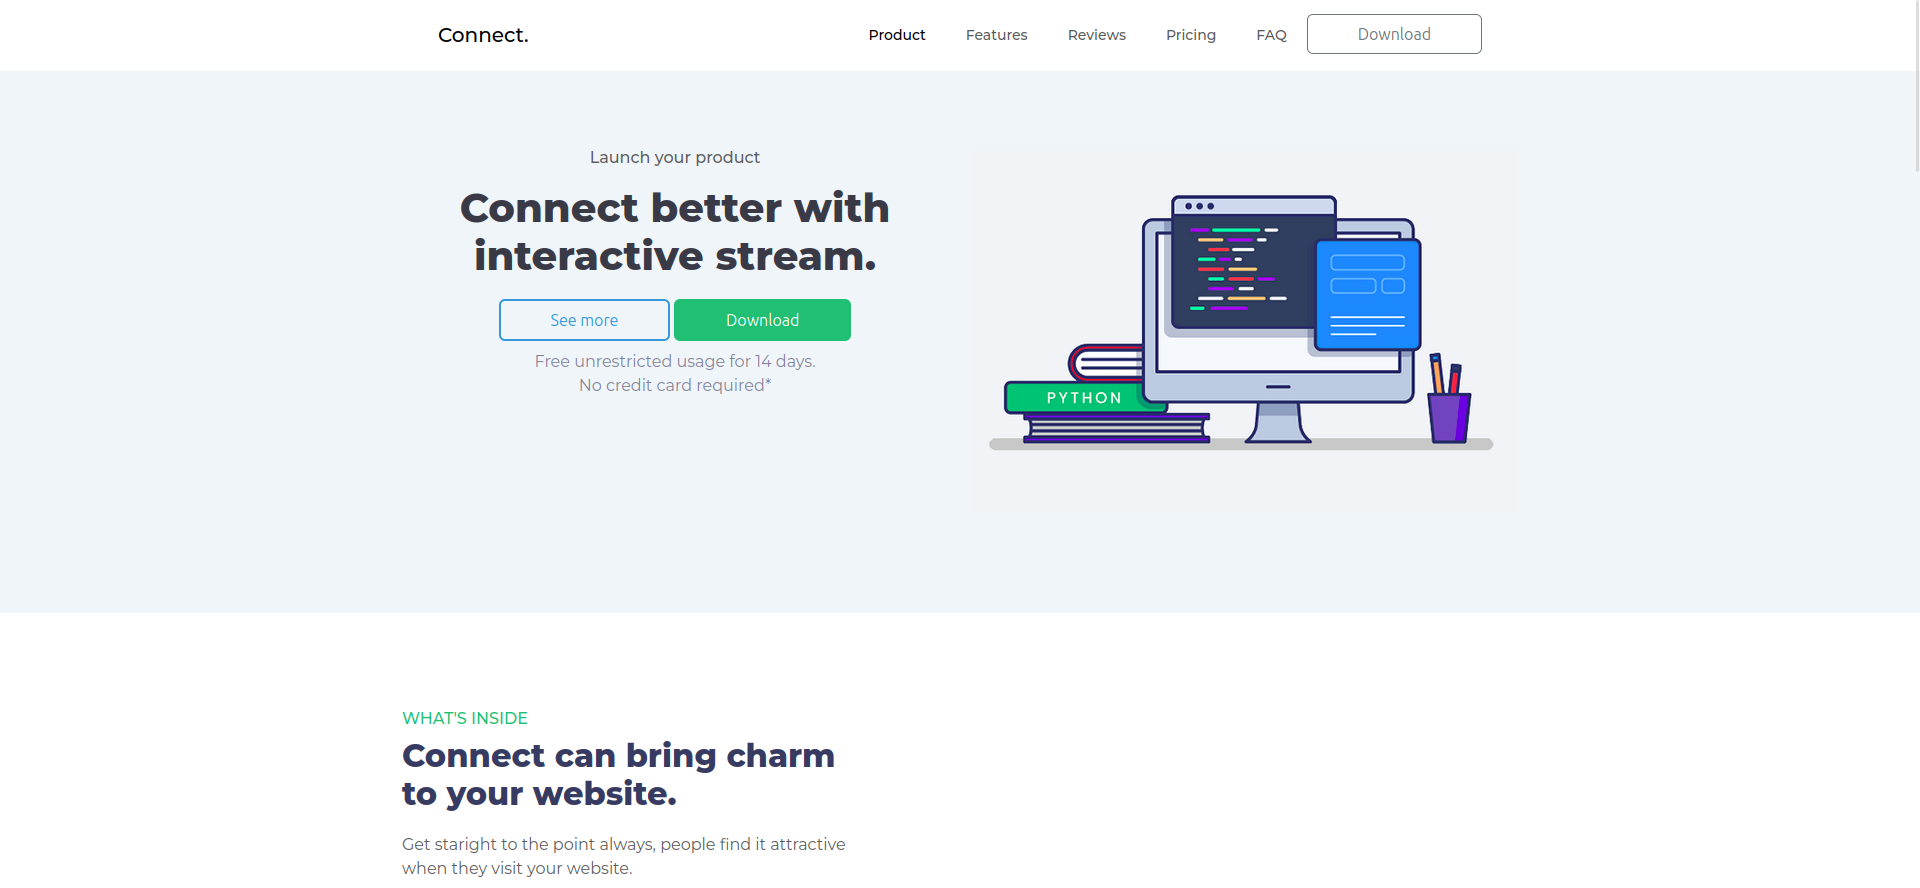 Connect.
Product
Features
Reviews
Pricing
FAQ
Download
Launch your product
Connect better with
interactive stream.
See more
Download
Free unrestricted usage for 14 days.
No credit card required*
PYTHON
WHAT'S INSIDE
Connect can bring charm
to your website.
Get staright to the point always, people find it attractive
when they visit your website.